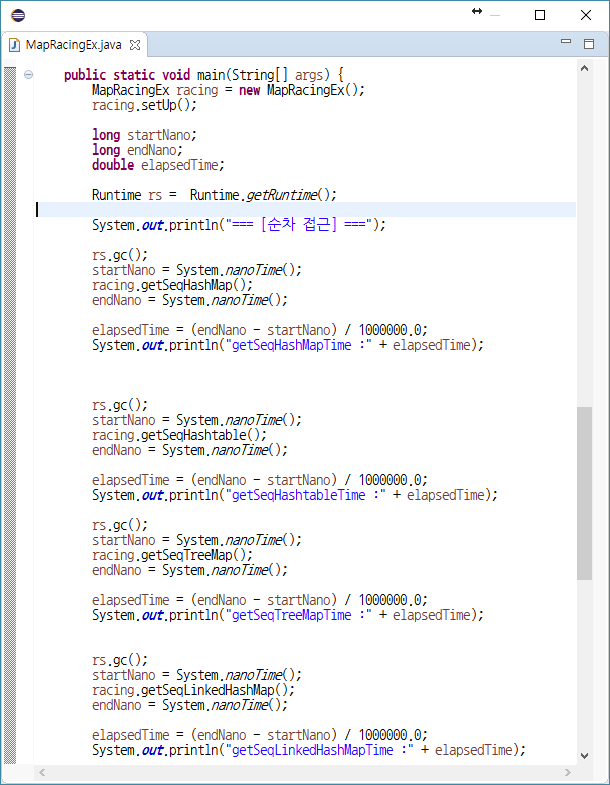 MapRacingEx.java
public static void main(String[] args) {
MapRacingEx racing = new MapRacingEx();
racing.setUp();
long startNano;
long endNano;
double elapsedTime;
Runtime rs =  Runtime.getRuntime();
System.out.println("=== [순차 접근] ===");
rs.gc();
startNano = System.nanoTime();
racing.getSeqHashMap();
endNano = System.nanoTime();
elapsedTime = (endNano - startNano) / 1000000.0;
System.out.println("getSeqHashMapTime :" + elapsedTime);
rs.gc();
startNano = System.nanoTime();
racing.getSeqHashtable();
endNano = System.nanoTime();
elapsedTime = (endNano - startNano) / 1000000.0;
System.out.println("getSeqHashtableTime :" + elapsedTime);
rs.gc();
startNano = System.nanoTime();
racing.getSeqTreeMap();
endNano = System.nanoTime();
elapsedTime = (endNano - startNano) / 1000000.0;
System.out.println("getSeqTreeMapTime :" + elapsedTime);
rs.gc();
startNano = System.nanoTime();
racing.getSeqLinkedHashMap();
endNano = System.nanoTime();
elapsedTime = (endNano - startNano) / 1000000.0;
System.out.println("getSeqLinkedHashMapTime :" + elapsedTime);